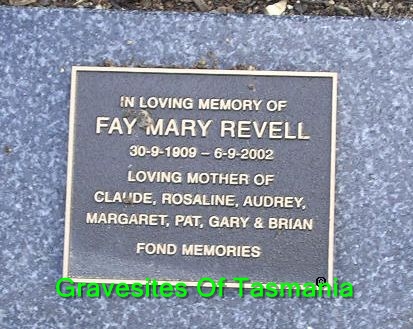 IN LOVING MEMORY OF
FAY MARY REVELL
30-9-1909 – 6-9-2002
LOVING MOTHER OF
CLAUDE, ROSALINE, AUDREY,
MARGARET, PAT, GARY & BRIAN
FOND MEMORIES
Gravesites Of Tasmania ©